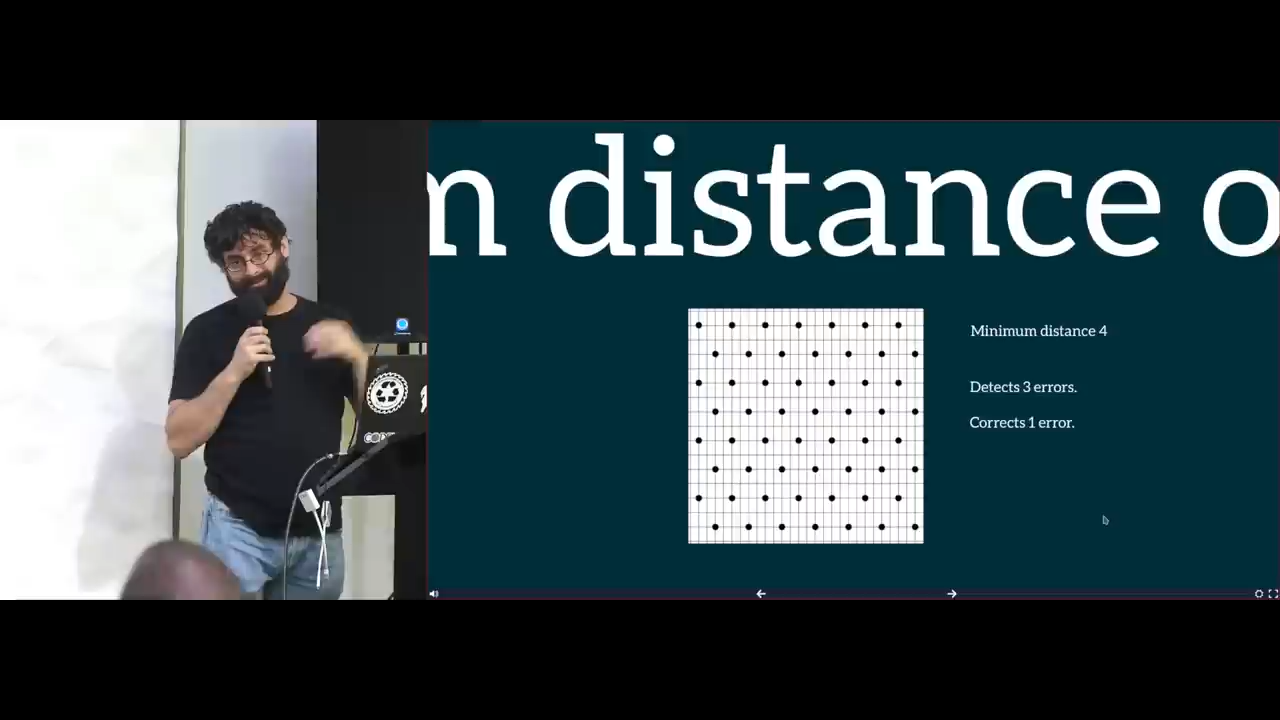 m distance o
Minimum distance 4
Detects 3 errors.
Corrects 1 error.